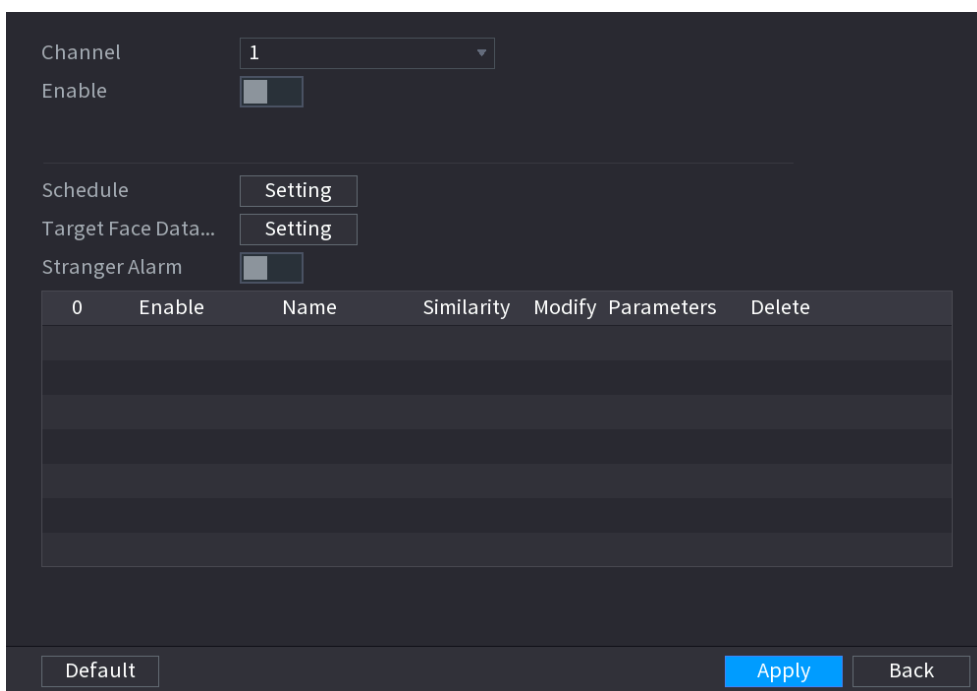 Channel 1
Enable
Schedule Setting
Target Face Data... Setting
Stranger Alarm
0 Enable Name Similarity Modify Parameters Delete
Default Apply Back